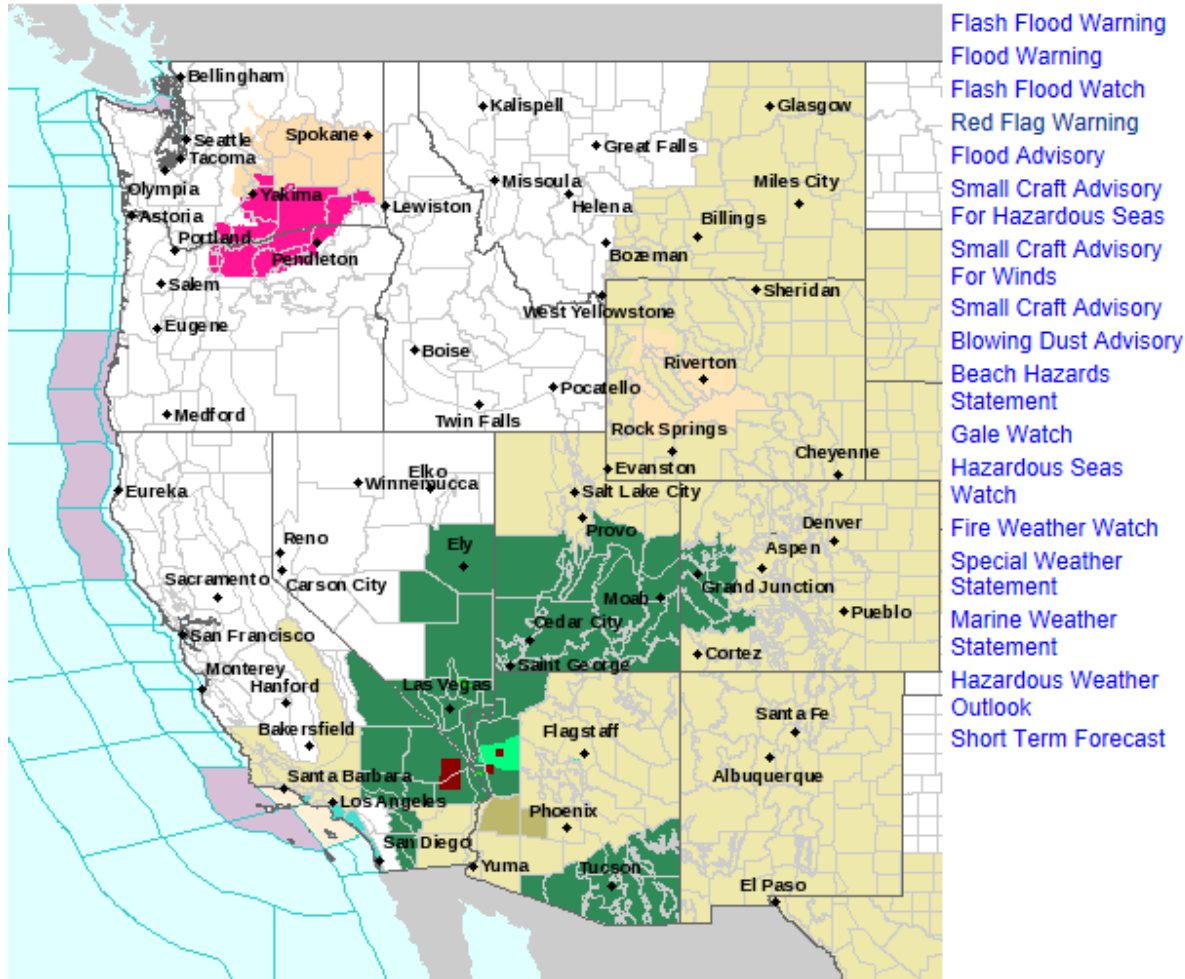 Bellingham
Seattle
Tacoma
Olympia
Spokane
Yakima
Astoria
Portland
Pendleton
Lewiston
Salem
Eugene
Medford
Kalispell
Great Falls
Missoula
Helena
Bozeman
Glasgow
Miles City
Billings
West Yellowstone
Sheridan
Boise
Pocatello
Twin Falls
Riverton
Rock Springs
Evanston
Cheyenne
Eureka
Winnemucca
Elko
Salt Lake City
Provo
Reno
Carson City
Ely
Sacramento
San Francisco
Monterey
Hanford
Bakersfield
Las Vegas
Moab
Cedar City
Saint George
Grand Junction
Aspen
Denver
Pueblo
Cortez
Santa Barbara
Los Angeles
San Diego
Yuma
Flagstaff
Phoenix
Tucson
Santa Fe
Albuquerque
El Paso
Flash Flood Warning
Flood Warning
Flash Flood Watch
Red Flag Warning
Flood Advisory
Small Craft Advisory
For Hazardous Seas
Small Craft Advisory
For Winds
Small Craft Advisory
Blowing Dust Advisory
Beach Hazards
Statement
Gale Watch
Hazardous Seas
Watch
Fire Weather Watch
Special Weather
Statement
Marine Weather
Statement
Hazardous Weather
Outlook
Short Term Forecast